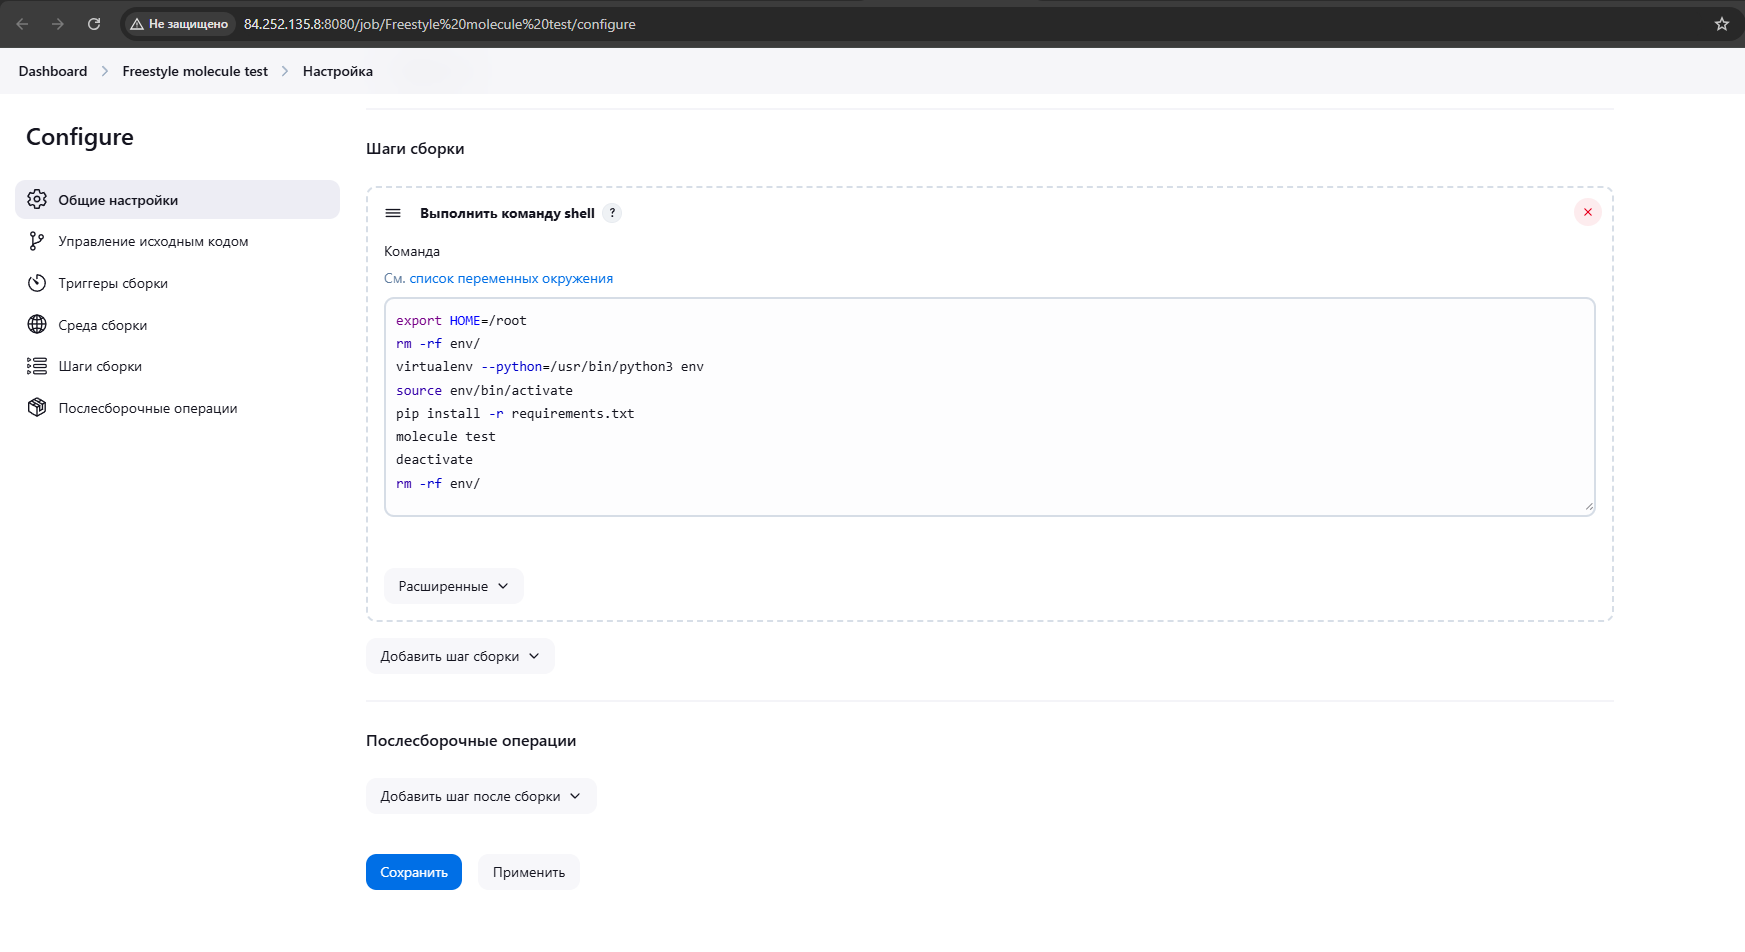 Не защищено 84.252.135.8:8080/job/Freestyle%20molecule%20test/configure
Dashboard Freestyle molecule test Настройка
Configure
Общие настройки
Управление исходным кодом
Триггеры сборки
Среда сборки
Шаги сборки
Послесборочные операции
Шаги сборки
Выполнить команду shell ?
Команда
См. список переменных окружения
export HOME=/root
rm -rf env/
virtualenv --python=/usr/bin/python3 env
source env/bin/activate
pip install -r requirements.txt
molecule test
deactivate
rm -rf env/
Расширенные
Добавить шаг сборки
Послесборочные операции
Добавить шаг после сборки
Сохранить Применить